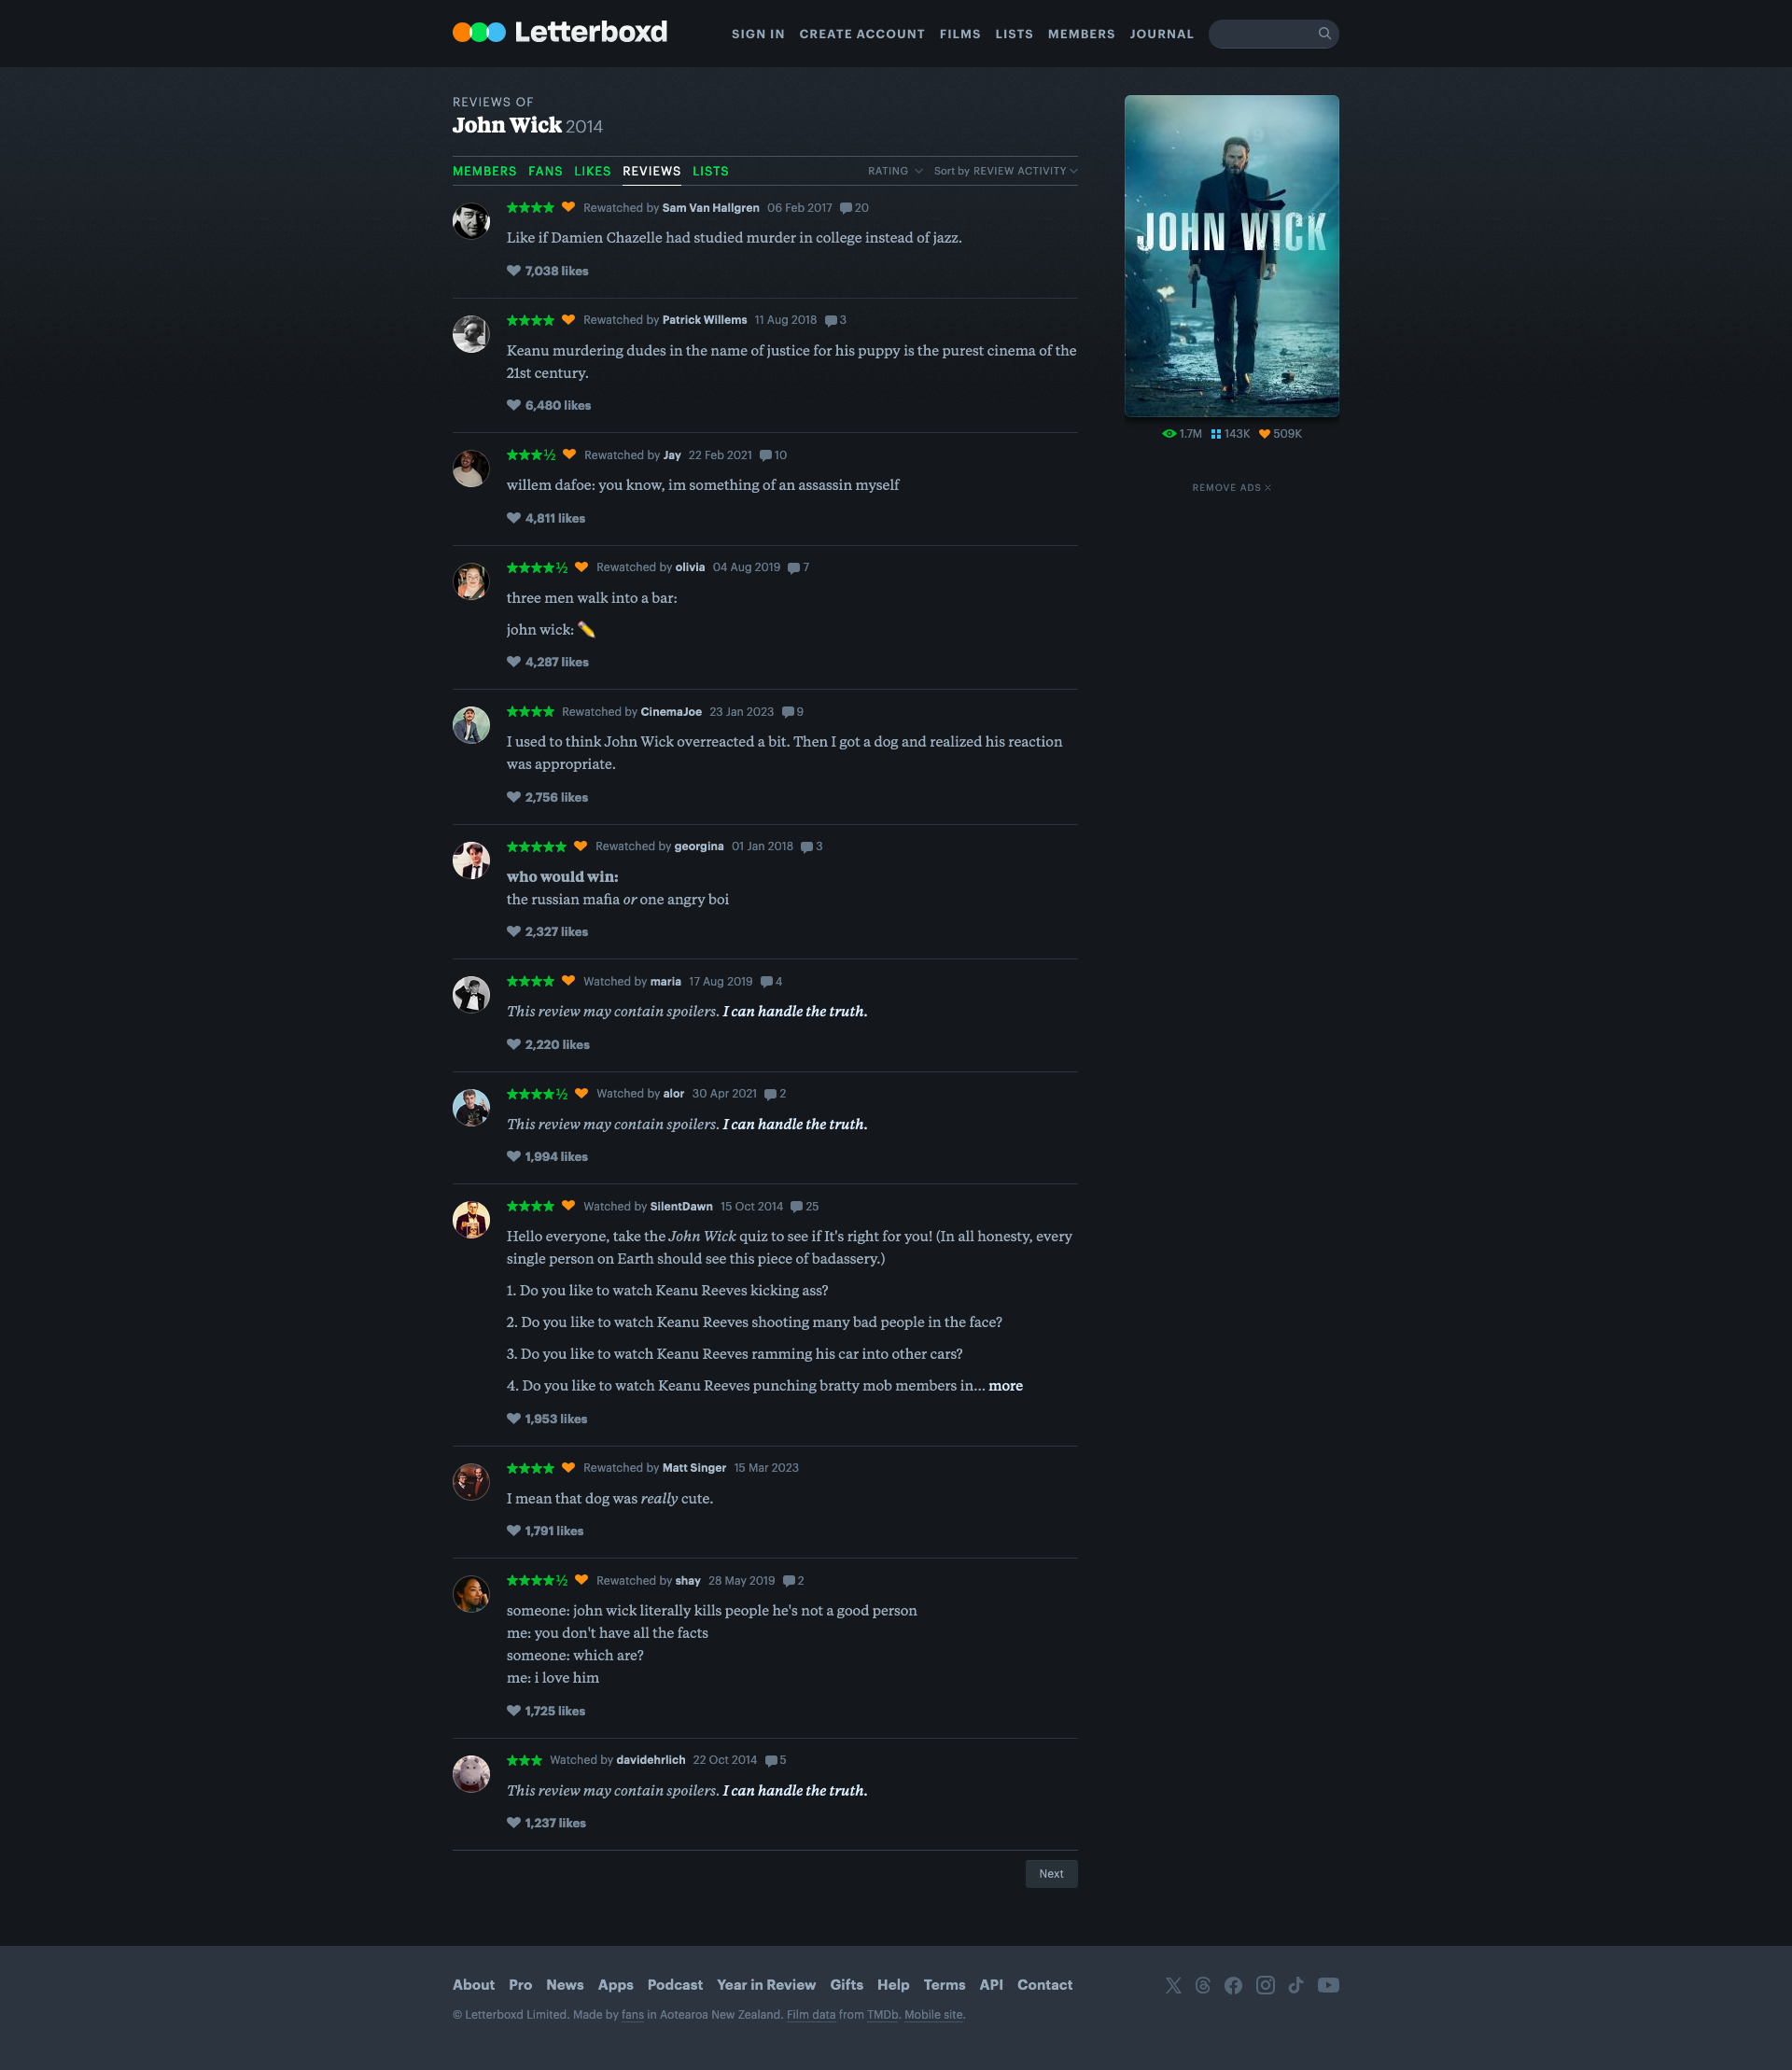 Letterboxd
SIGN IN CREATE ACCOUNT FILMS LISTS MEMBERS JOURNAL
REVIEWS OF
John Wick 2014
MEMBERS FANS LIKES REVIEWS LISTS RATING Sort by REVIEW ACTIVITY
JOHN WICK
1.7M 143K 509K
REMOVE ADS
★★★★ Rewatched by Sam Van Hallgren 06 Feb 2017 20
Like if Damien Chazelle had studied murder in college instead of jazz.
7,038 likes
★★★★ Rewatched by Patrick Willems 11 Aug 2018 3
Keanu murdering dudes in the name of justice for his puppy is the purest cinema of the
21st century.
6,480 likes
★★★½ Rewatched by Jay 22 Feb 2021 10
willem dafoe: you know, im something of an assassin myself
4,811 likes
★★★★½ Rewatched by olivia 04 Aug 2019 7
three men walk into a bar:
john wick: ✏️
4,287 likes
★★★★ Rewatched by CinemaJoe 23 Jan 2023 9
I used to think John Wick overreacted a bit. Then I got a dog and realized his reaction
was appropriate.
2,756 likes
★★★★★ Rewatched by georgina 01 Jan 2018 3
who would win:
the russian mafia or one angry boi
2,327 likes
★★★★ Watched by maria 17 Aug 2019 4
This review may contain spoilers. I can handle the truth.
2,220 likes
★★★★½ Watched by alor 30 Apr 2021 2
This review may contain spoilers. I can handle the truth.
1,994 likes
★★★★ Watched by SilentDawn 15 Oct 2014 25
Hello everyone, take the John Wick quiz to see if It's right for you! (In all honesty, every
single person on Earth should see this piece of badassery.)
1. Do you like to watch Keanu Reeves kicking ass?
2. Do you like to watch Keanu Reeves shooting many bad people in the face?
3. Do you like to watch Keanu Reeves ramming his car into other cars?
4. Do you like to watch Keanu Reeves punching bratty mob members in… more
1,953 likes
★★★★ Rewatched by Matt Singer 15 Mar 2023
I mean that dog was really cute.
1,791 likes
★★★★½ Rewatched by shay 28 May 2019 2
someone: john wick literally kills people he's not a good person
me: you don't have all the facts
someone: which are?
me: i love him
1,725 likes
★★★ Watched by davidehrlich 22 Oct 2014 5
This review may contain spoilers. I can handle the truth.
1,237 likes
Next
About Pro News Apps Podcast Year in Review Gifts Help Terms API Contact
© Letterboxd Limited. Made by fans in Aotearoa New Zealand. Film data from TMDb. Mobile site.